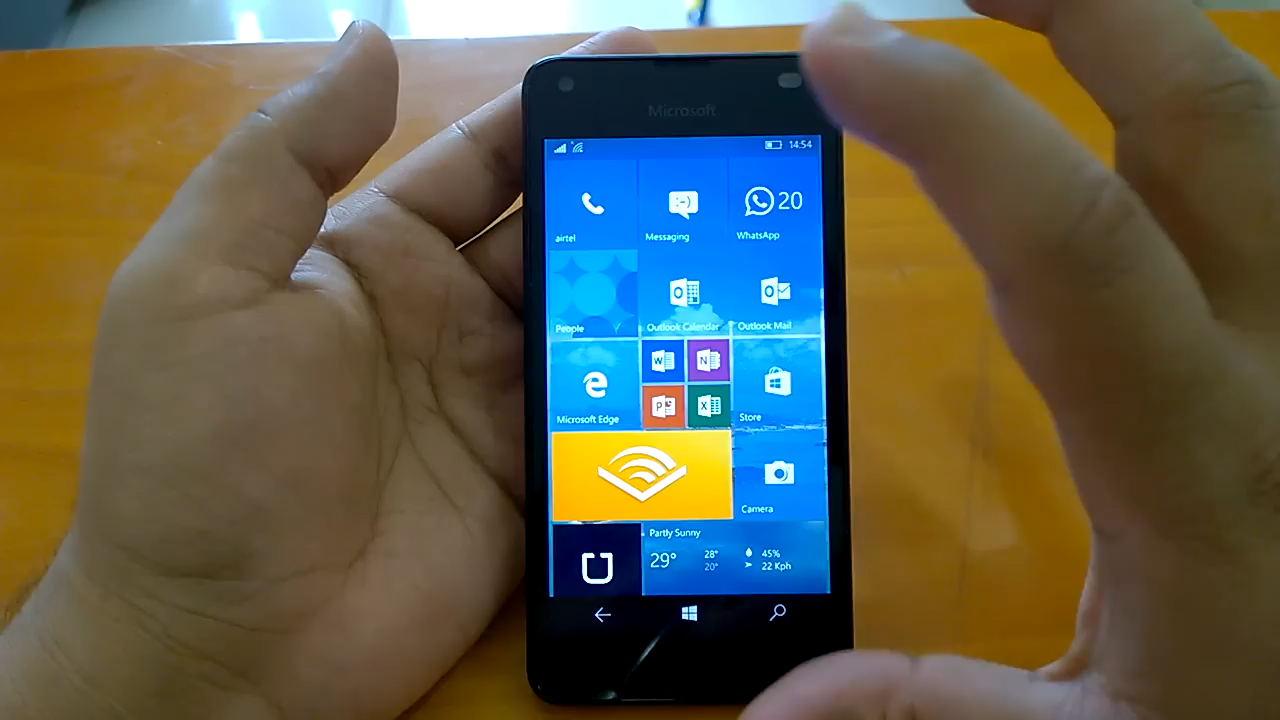 Microsoft
14:54
20
airtel
Messaging
WhatsApp
People
Outlook Calendar
Outlook Mail
Microsoft Edge
W
N
P
X
Store
Camera
Partly Sunny
29°
28°
20°
45%
22 Kph